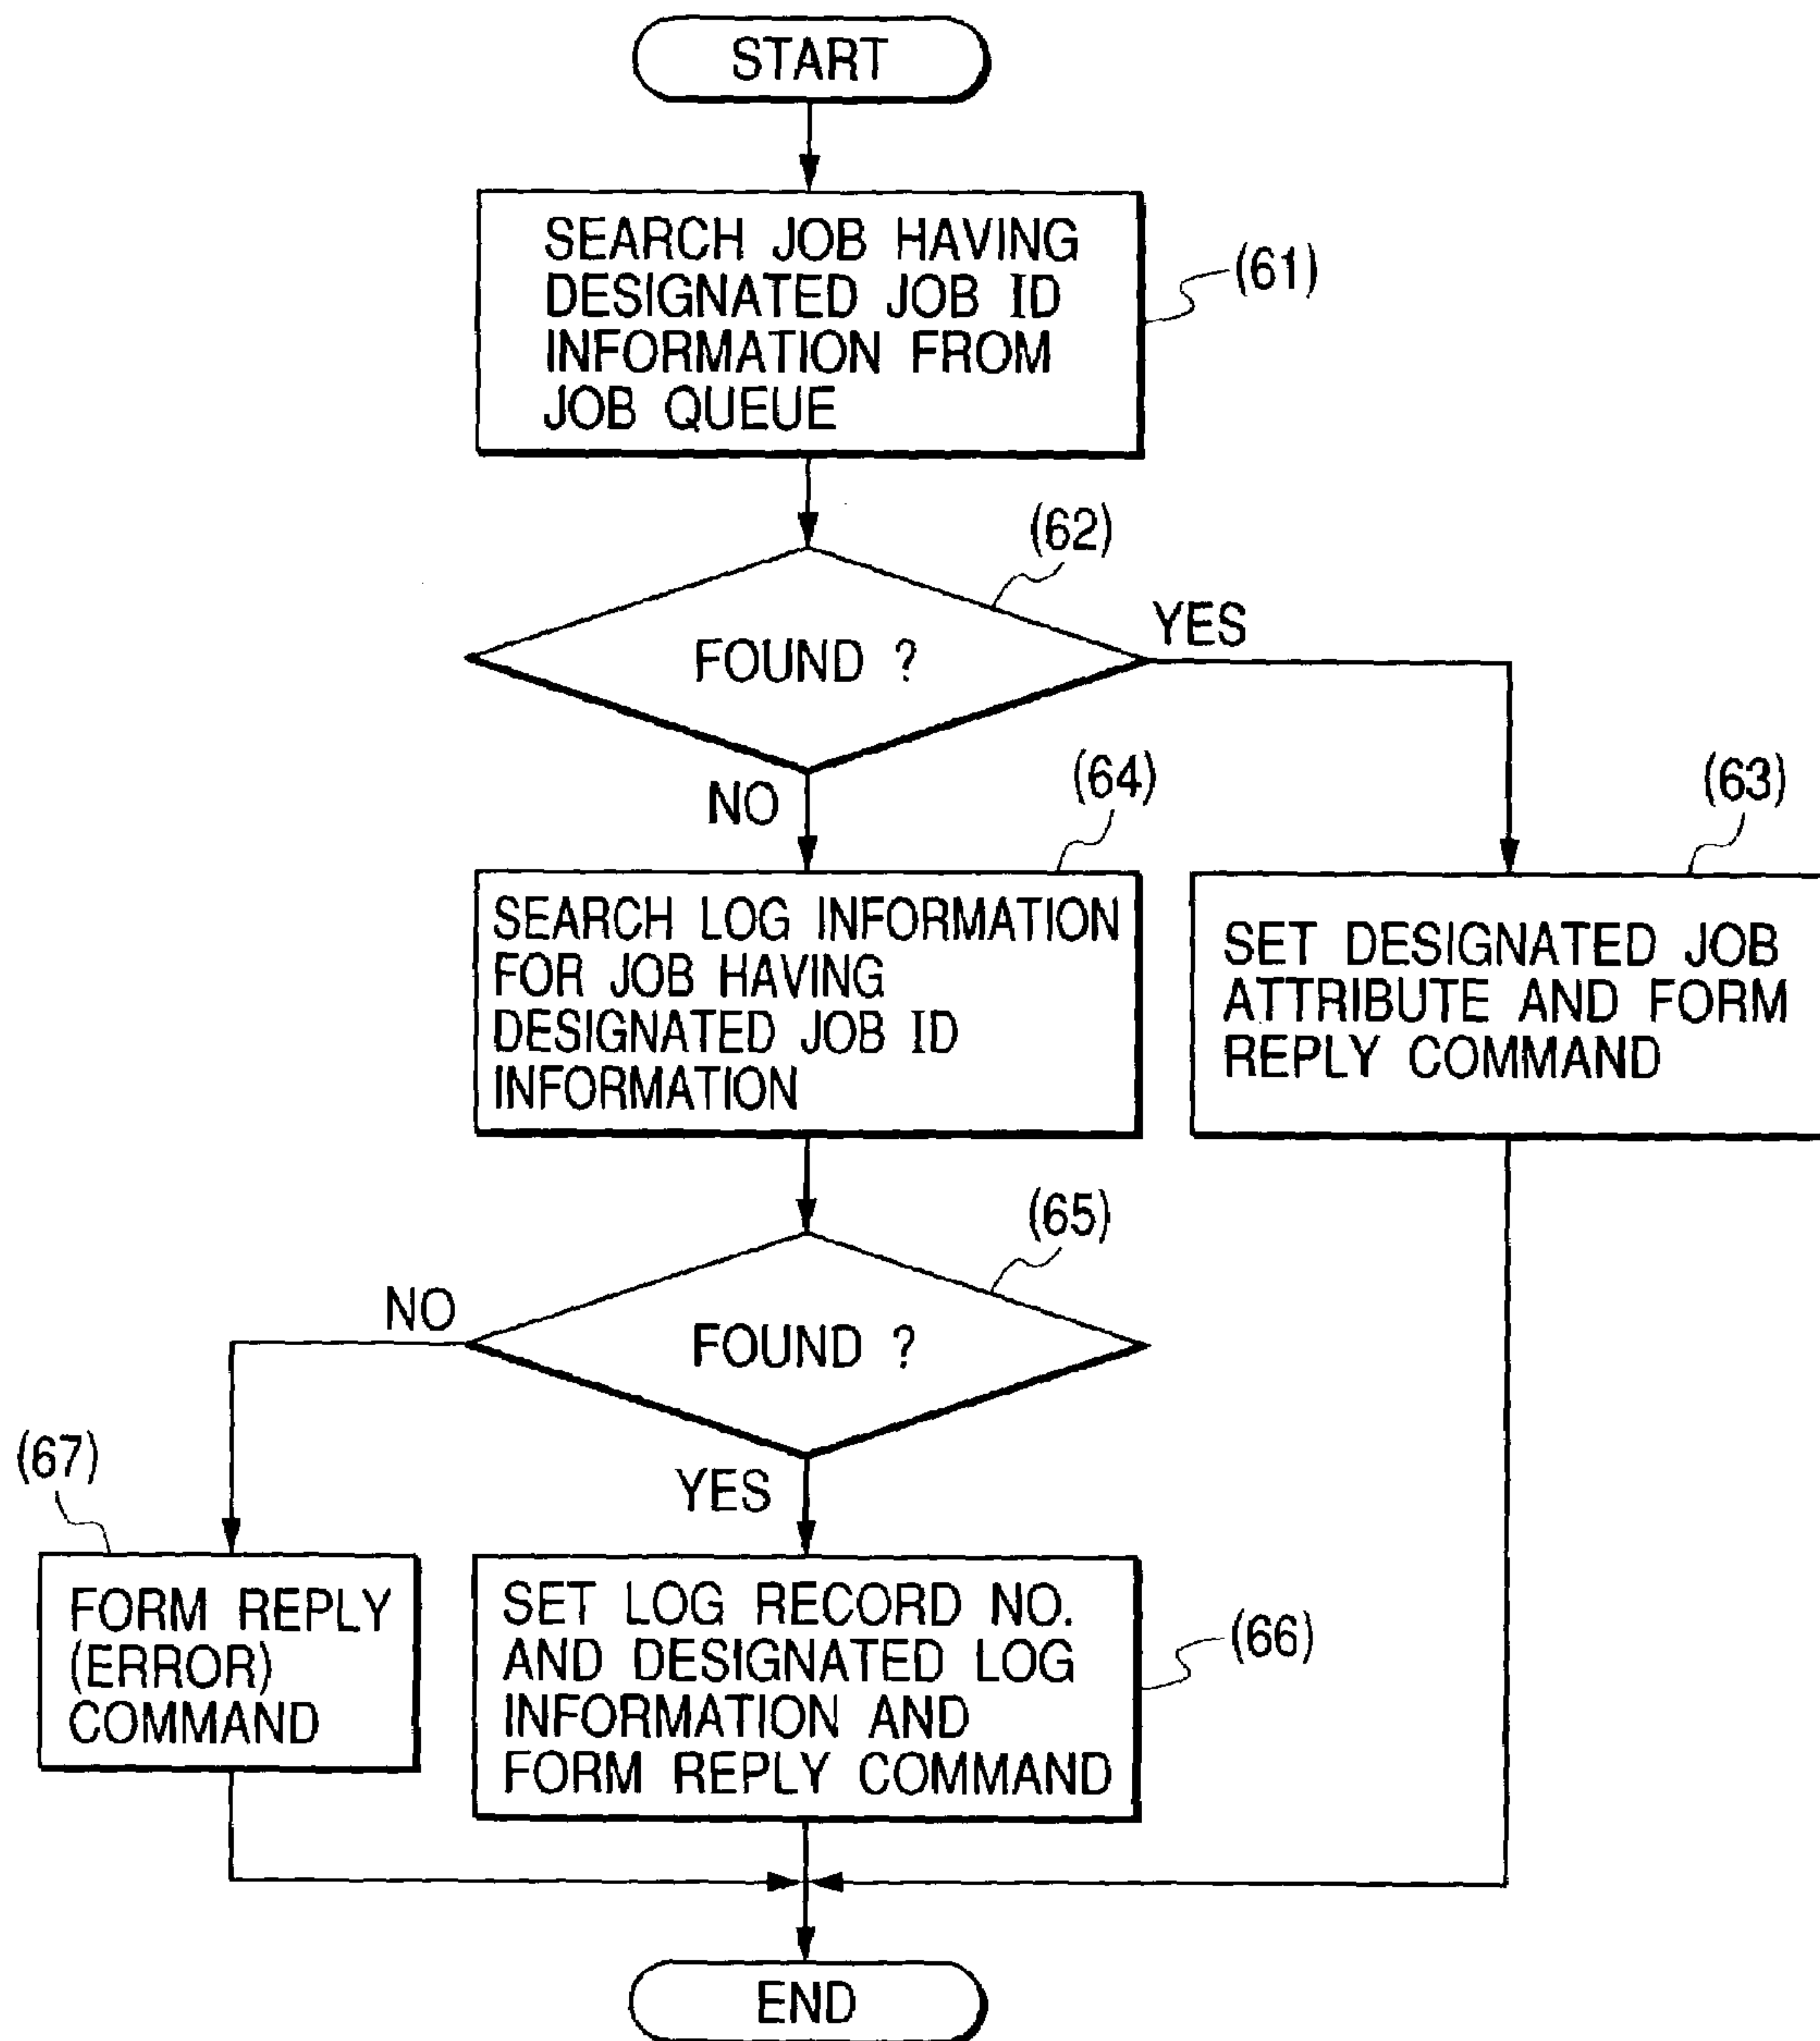 START
SEARCH JOB HAVING
DESIGNATED JOB ID
INFORMATION FROM
JOB QUEUE
(61)
(62)
FOUND ?
YES
NO
(64)
(63)
SEARCH LOG INFORMATION
FOR JOB HAVING
DESIGNATED JOB ID
INFORMATION
SET DESIGNATED JOB
ATTRIBUTE AND FORM
REPLY COMMAND
(65)
NO
FOUND ?
YES
(67)
FORM REPLY
(ERROR)
COMMAND
SET LOG RECORD NO.
AND DESIGNATED LOG
INFORMATION AND
FORM REPLY COMMAND
(66)
END